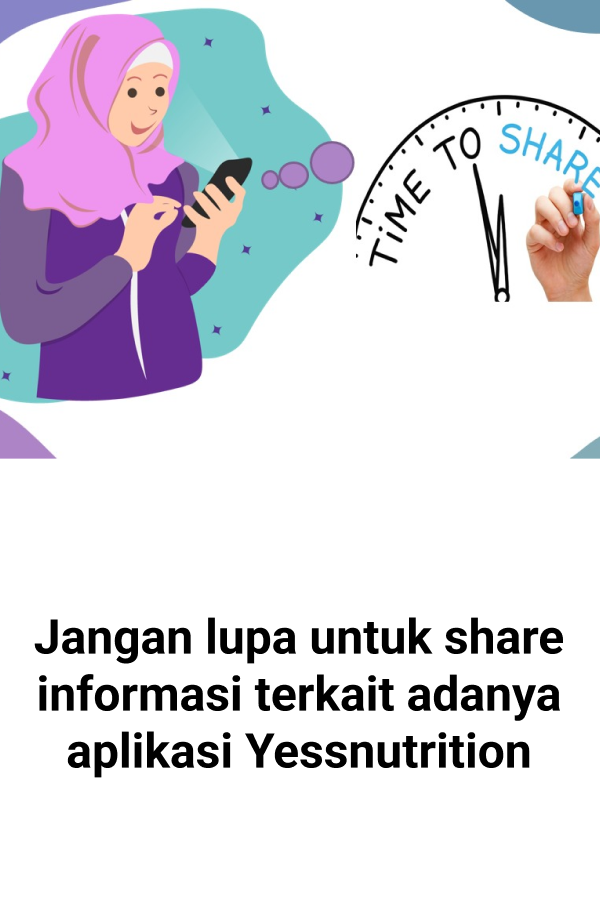 TiME TO SHARE
Jangan lupa untuk share
informasi terkait adanya
aplikasi Yessnutrition